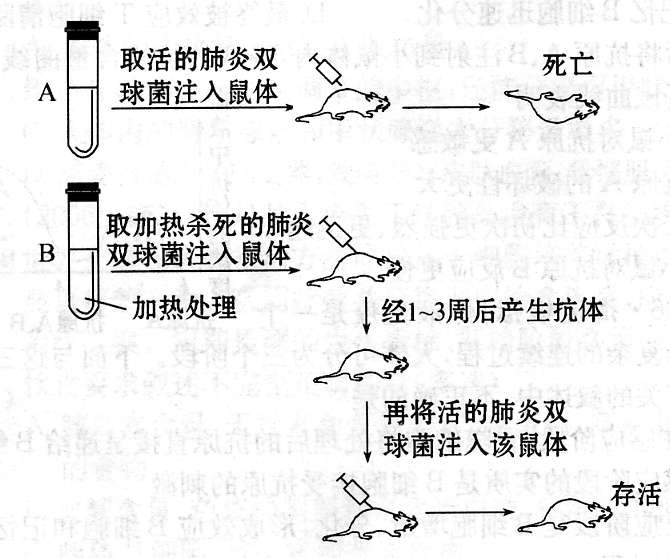 A
取活的肺炎双
球菌注入鼠体
死亡
B
取加热杀死的肺炎
双球菌注入鼠体
加热处理
经1~3周后产生抗体
再将活的肺炎双
球菌注入该鼠体
存活